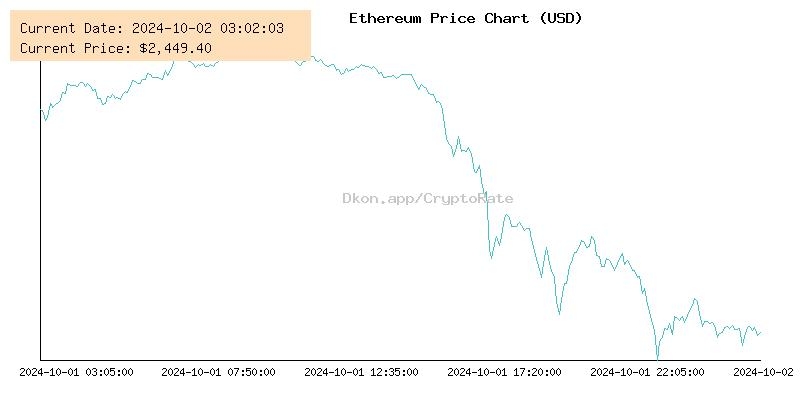 Ethereum Price Chart (USD)
Current Date: 2024-10-02 03:02:03
Current Price: $2,449.40
Dkon.app/CryptoRate
2024-10-01 03:05:00
2024-10-01 07:50:00
2024-10-01 12:35:00
2024-10-01 17:20:00
2024-10-01 22:05:00
2024-10-02